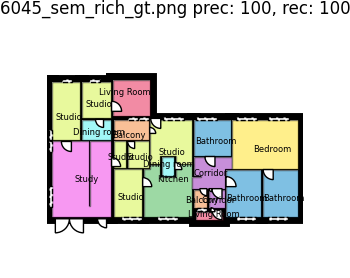 6045_sem_rich_gt.png prec: 100, rec: 100
Living Room
Studio
Studio
Dining room
Balcony
Bathroom
Bedroom
Studio
Studio
Studio
Dining room
Corridor
Study
Kitchen
Studio
Balcony
Corridor
Bathroom
Bathroom
Living Room